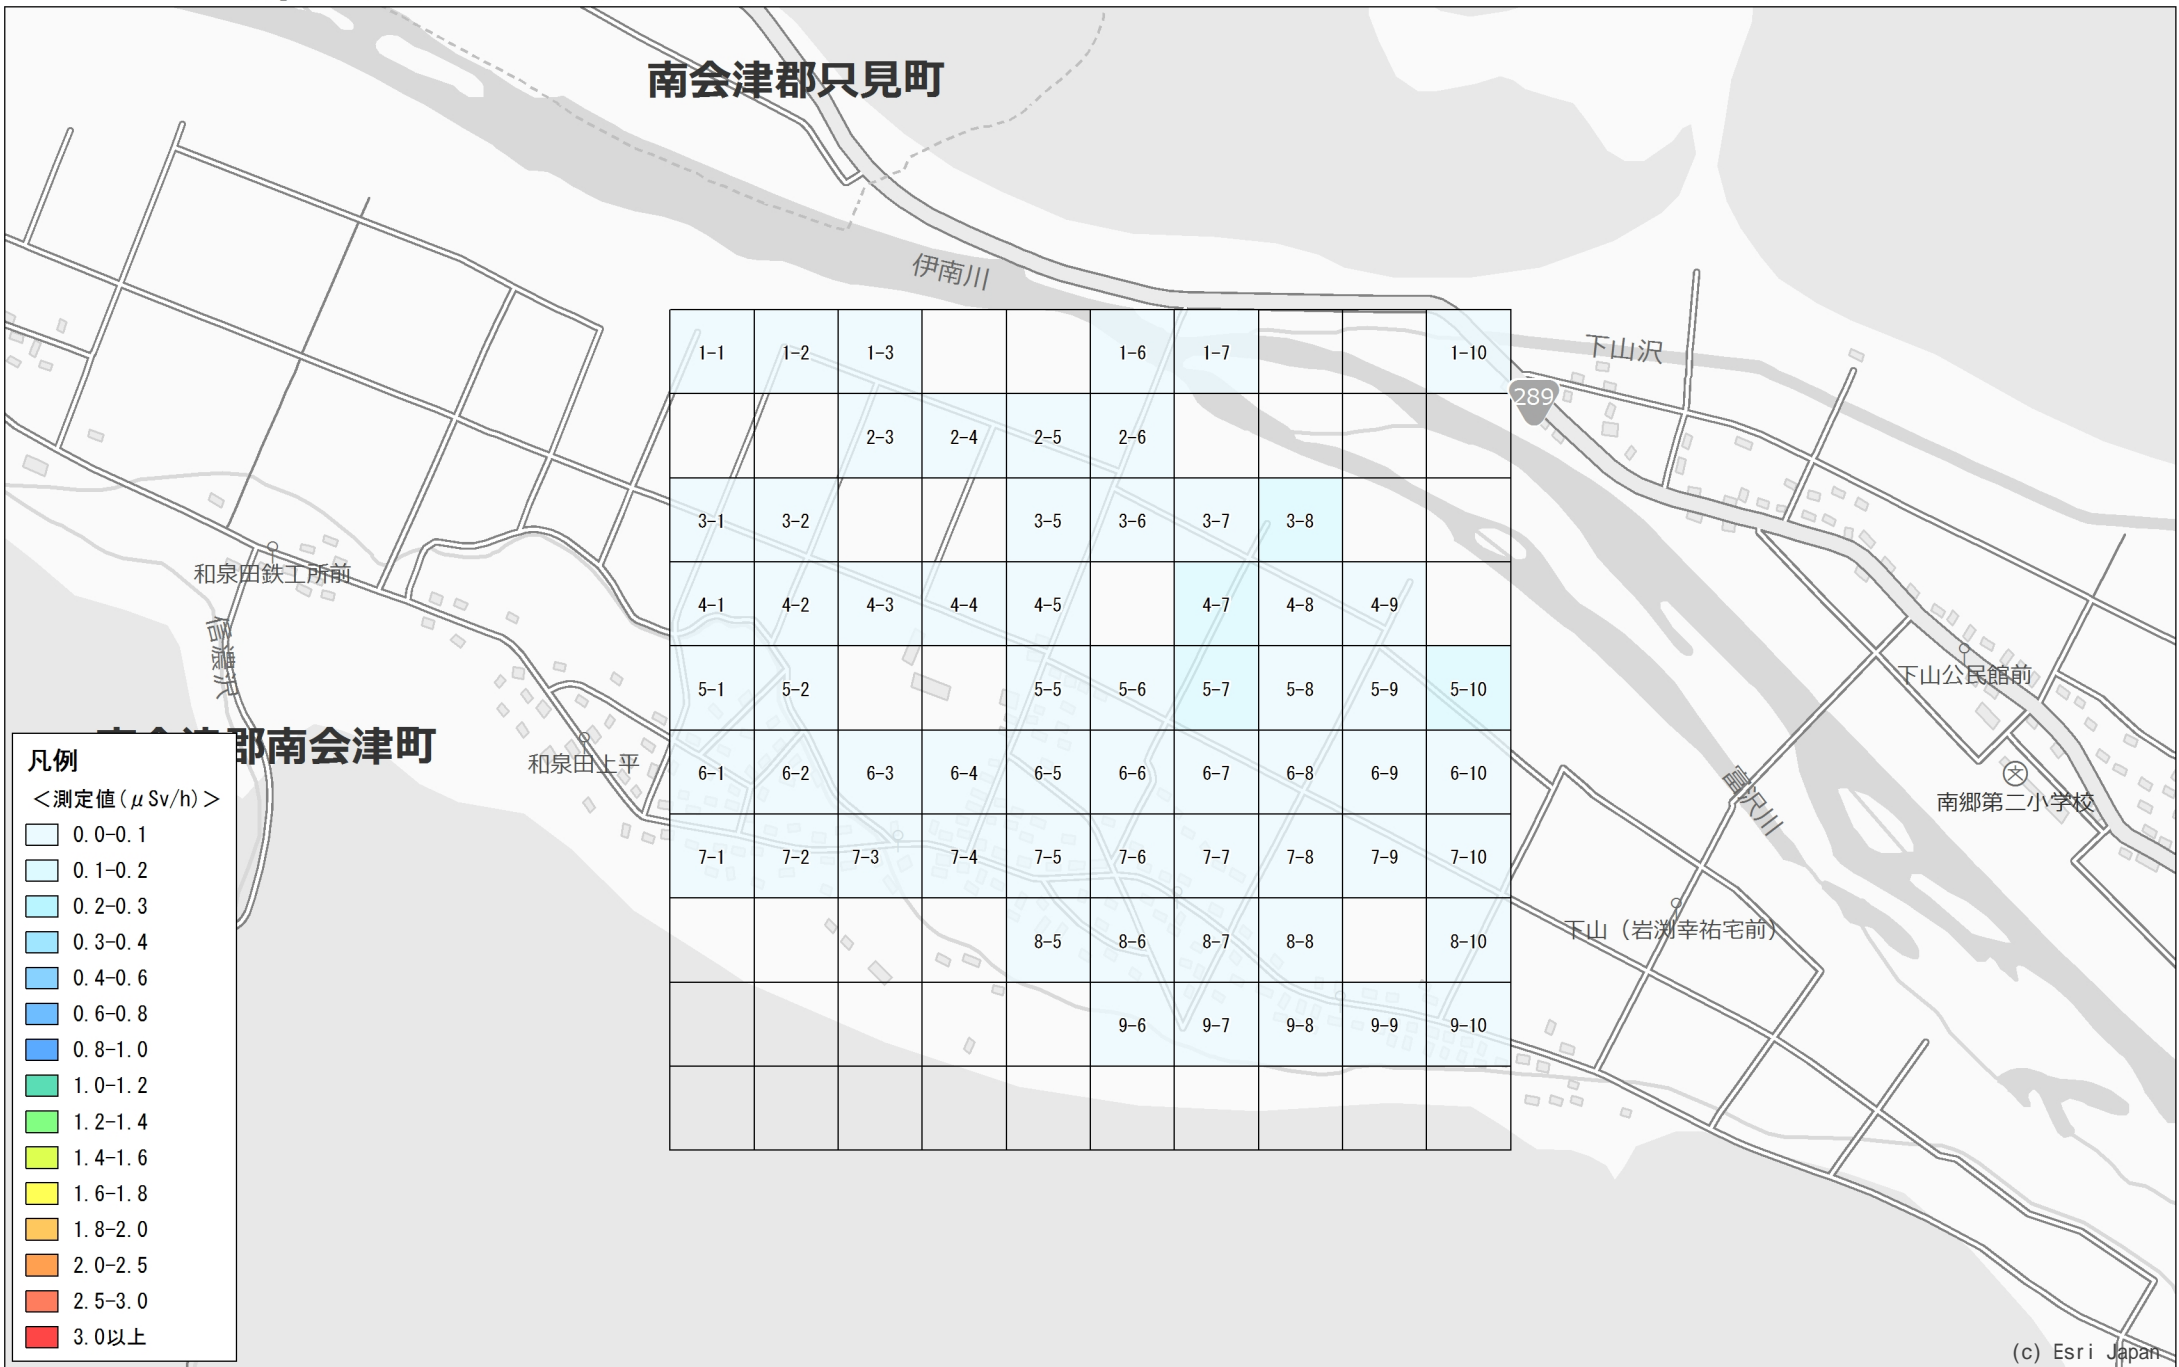 南会津郡只見町
伊南川
下山沢
289
1-1 1-2 1-3 1-6 1-7 1-10
2-3 2-4 2-5 2-6
3-1 3-2 3-5 3-6 3-7 3-8
4-1 4-2 4-3 4-4 4-5 4-7 4-8 4-9
5-1 5-2 5-5 5-6 5-7 5-8 5-9 5-10
6-1 6-2 6-3 6-4 6-5 6-6 6-7 6-8 6-9 6-10
7-1 7-2 7-3 7-4 7-5 7-6 7-7 7-8 7-9 7-10
8-5 8-6 8-7 8-8 8-10
9-6 9-7 9-8 9-9 9-10
和泉田鉄工所前
信濃沢
和泉田上平
郡南会津町
下山公民館前
南郷第二小学校
富沢川
下山（岩渕幸祐宅前）
凡例
＜測定値(μSv/h)＞
0.0-0.1
0.1-0.2
0.2-0.3
0.3-0.4
0.4-0.6
0.6-0.8
0.8-1.0
1.0-1.2
1.2-1.4
1.4-1.6
1.6-1.8
1.8-2.0
2.0-2.5
2.5-3.0
3.0以上
(c) Esri Japan